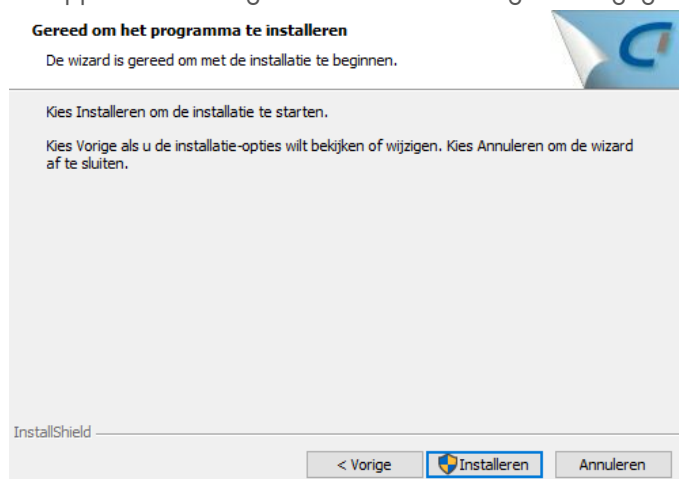 Gereed om het programma te installeren
De wizard is gereed om met de installatie te beginnen.
Kies Installeren om de installatie te starten.
Kies Vorige als u de installatie-opties wilt bekijken of wijzigen. Kies Annuleren om de wizard
af te sluiten.
InstallShield
< Vorige
Installeren
Annuleren